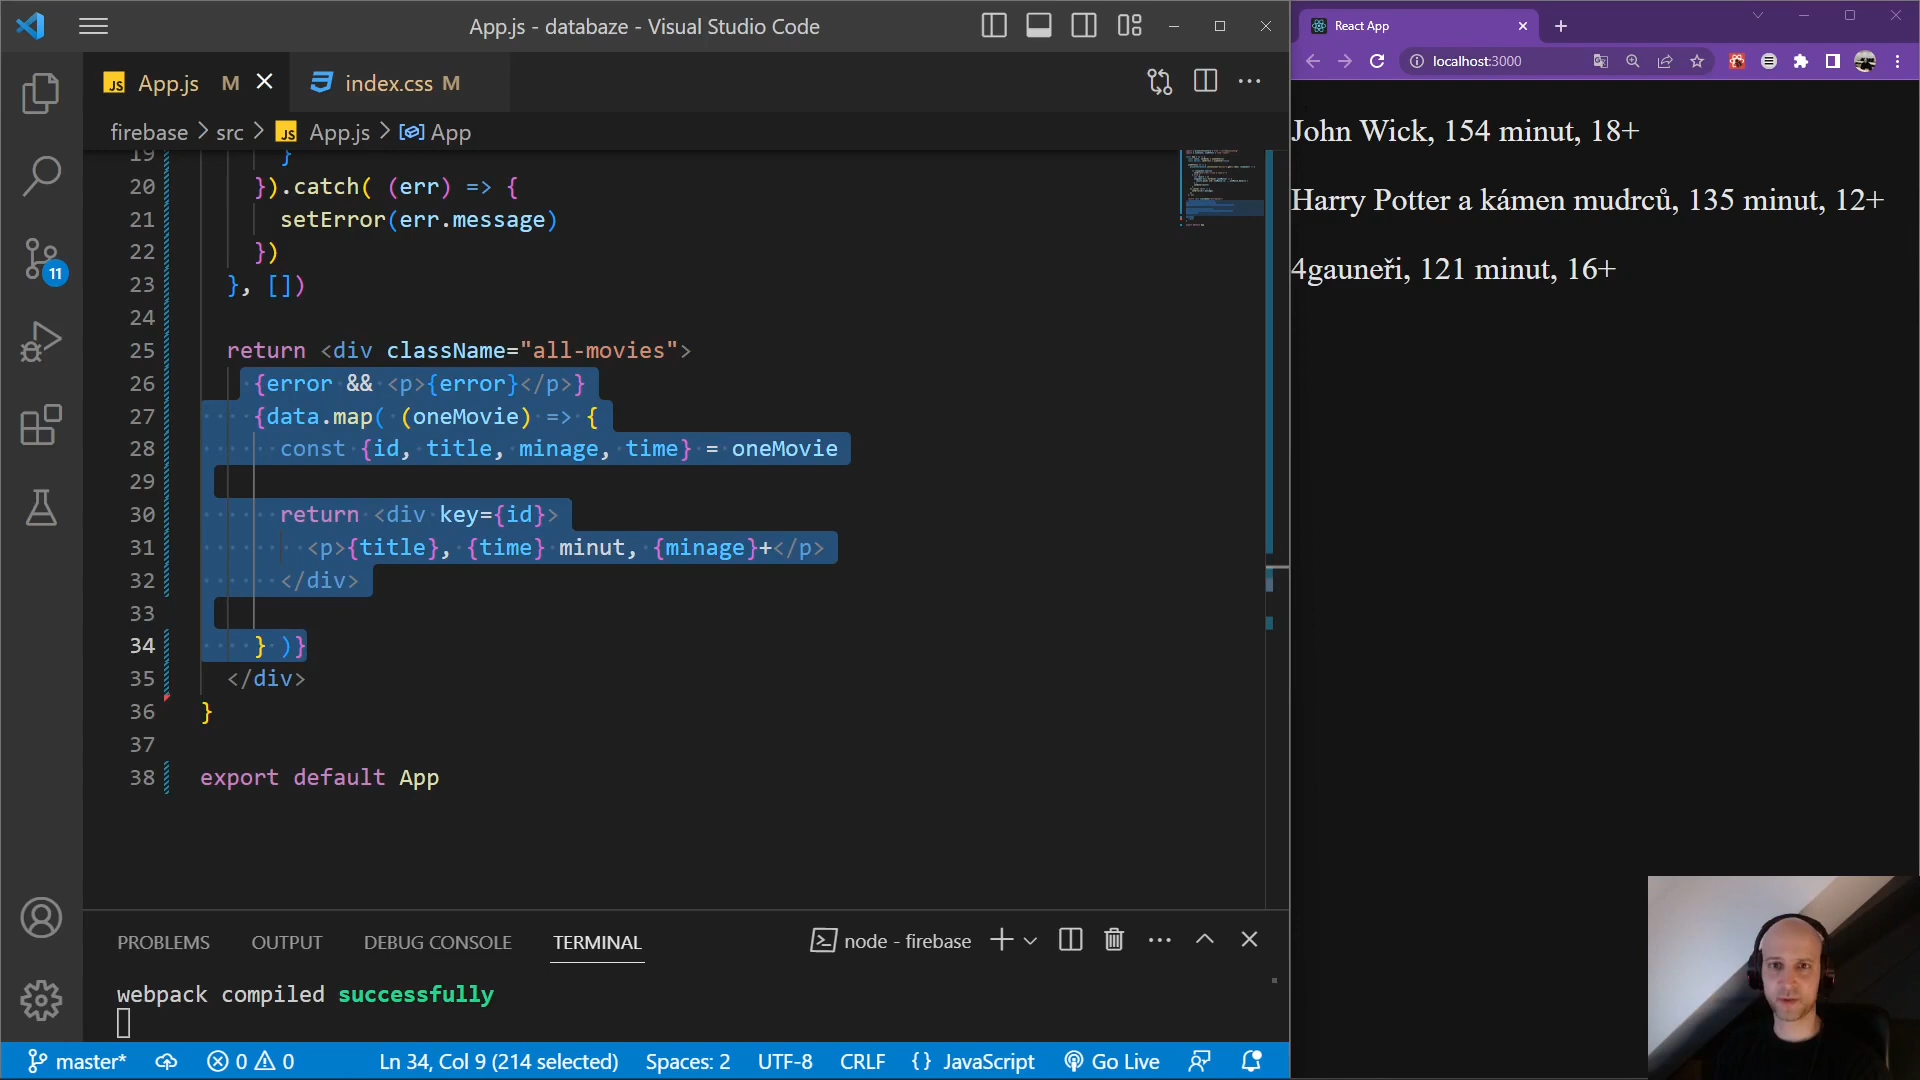 App.js - databaze - Visual Studio Code
JS App.js M
index.css M
firebase > src > JS App.js > App
19 }
20 }).catch( (err) => {
21 setError(err.message)
22 })
23 }, [])
24
25 return <div className="all-movies">
26 {error && <p>{error}</p>}
27 {data.map( (oneMovie) => {
28 const {id, title, minage, time} = oneMovie
29
30 return <div key={id}>
31 <p>{title}, {time} minut, {minage}+</p>
32 </div>
33
34 } )}
35 </div>
36 }
37
38 export default App
11
PROBLEMS OUTPUT DEBUG CONSOLE TERMINAL node - firebase
webpack compiled successfully
master* 0 0 Ln 34, Col 9 (214 selected) Spaces: 2 UTF-8 CRLF {} JavaScript Go Live
React App
localhost:3000
John Wick, 154 minut, 18+
Harry Potter a kámen mudrců, 135 minut, 12+
4gauneři, 121 minut, 16+